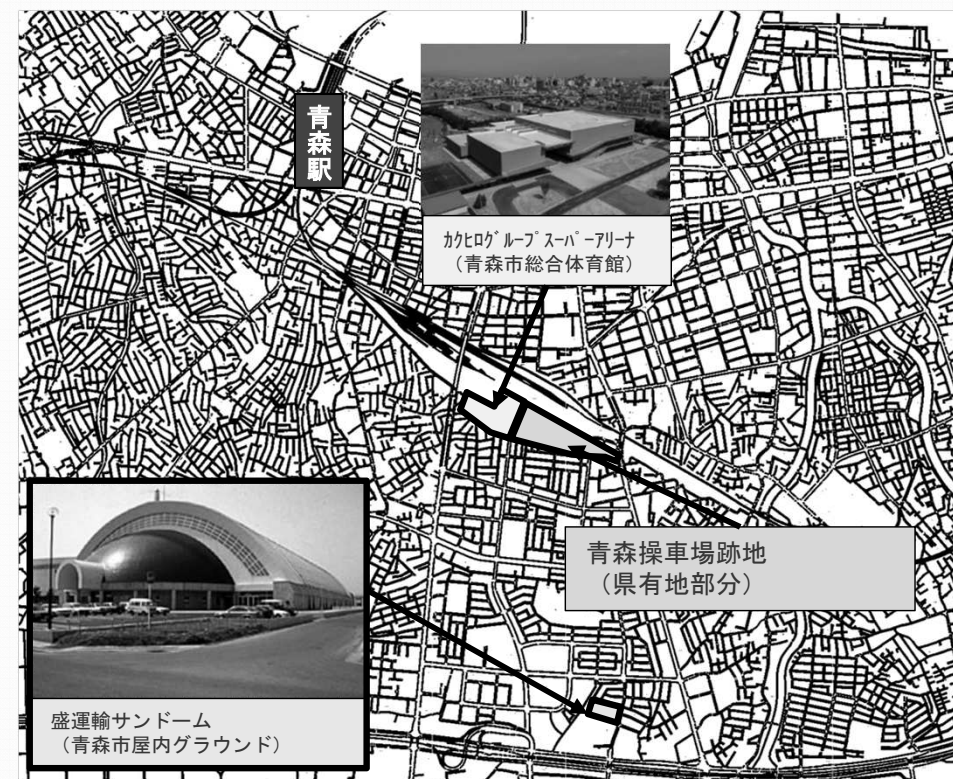 青森駅
ｶｸﾋﾛｸﾞﾙｰﾌﾟｽｰﾊﾟｰアリーナ
（青森市総合体育館）
青森操車場跡地
（県有地部分）
盛運輸サンドーム
（青森市屋内グラウンド）